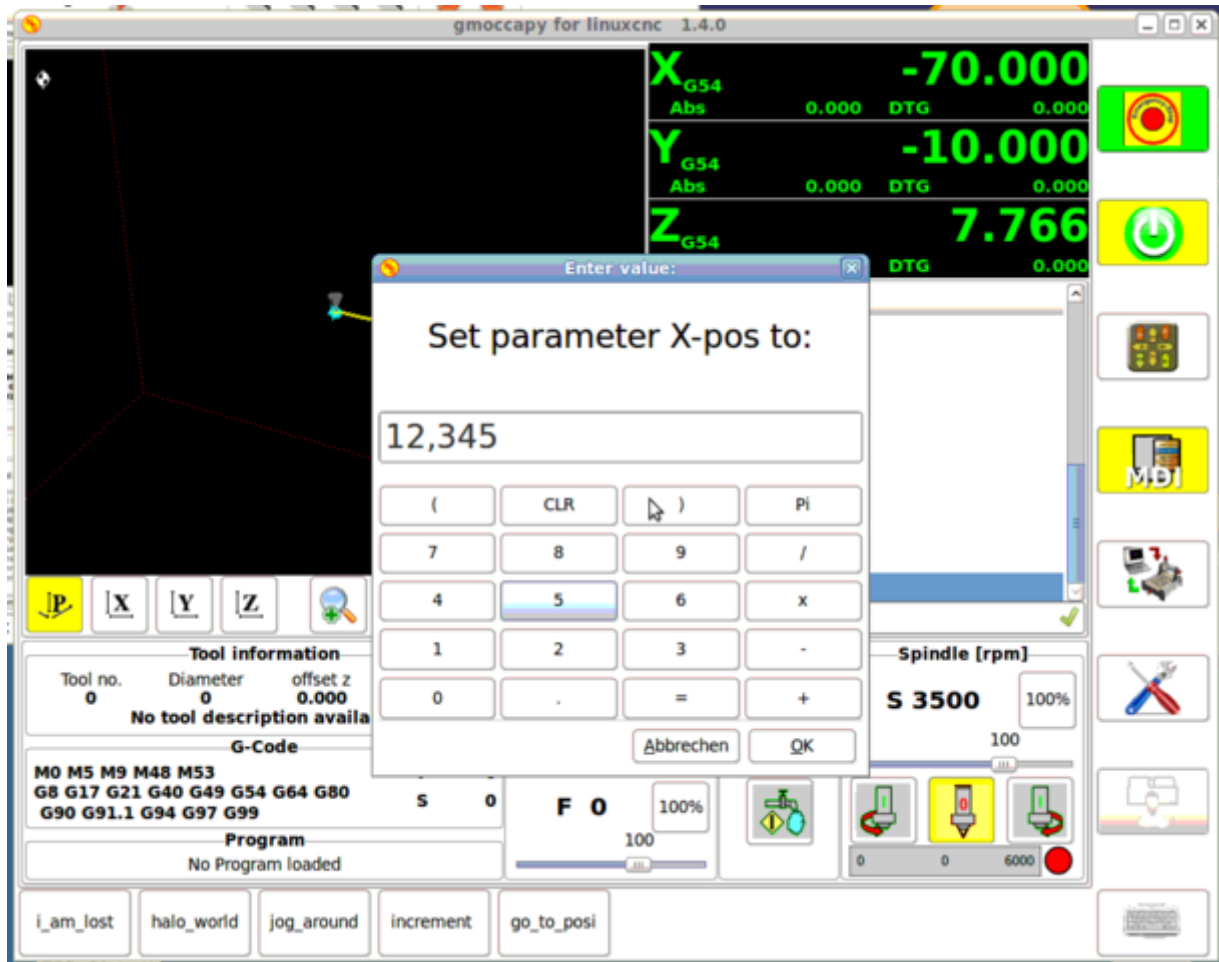 gmoccapy for linuxcnc 1.4.0
X G54 -70.000
Abs 0.000 DTG 0.000
Y G54 -10.000
Abs 0.000 DTG 0.000
Z G54 7.766
DTG 0.000
Enter value:
Set parameter X-pos to:
12,345
( CLR ) Pi
7 8 9 /
4 5 6 x
1 2 3 -
0 . = +
Abbrechen OK
MDI
P X Y Z
Tool information
Tool no. Diameter offset z
0 0 0.000
No tool description availa
G-Code
M0 M5 M9 M48 M53
G8 G17 G21 G40 G49 G54 G64 G80
G90 G91.1 G94 G97 G99
S 0
Program
No Program loaded
F 0 100%
100
Spindle [rpm]
S 3500 100%
100
0 0 6000
i_am_lost halo_world jog_around increment go_to_posi